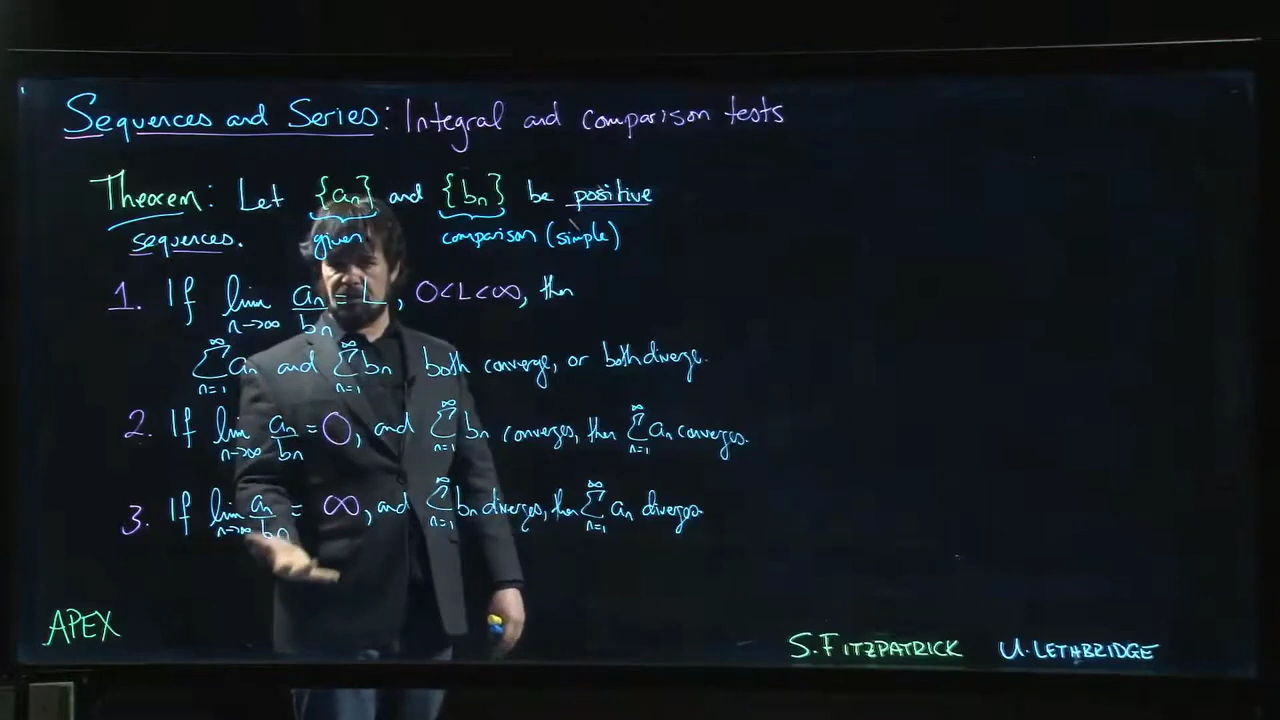 Sequences and Series: Integral and comparison tests
Theorem: Let {aₙ} and {bₙ} be positive
sequences. given comparison (simple)
1. If lim_{n→∞} aₙ/bₙ = L, 0<L<∞, then
∑_{n=1}^{∞} aₙ and ∑_{n=1}^{∞} bₙ both converge, or both diverge.
2. If lim_{n→∞} aₙ/bₙ = 0, and ∑_{n=1}^{∞} bₙ converges, then ∑_{n=1}^{∞} aₙ converges.
3. If lim_{n→∞} aₙ/bₙ = ∞, and ∑_{n=1}^{∞} bₙ diverges, then ∑_{n=1}^{∞} aₙ diverges.
APEX
S. FITZPATRICK U. LETHBRIDGE